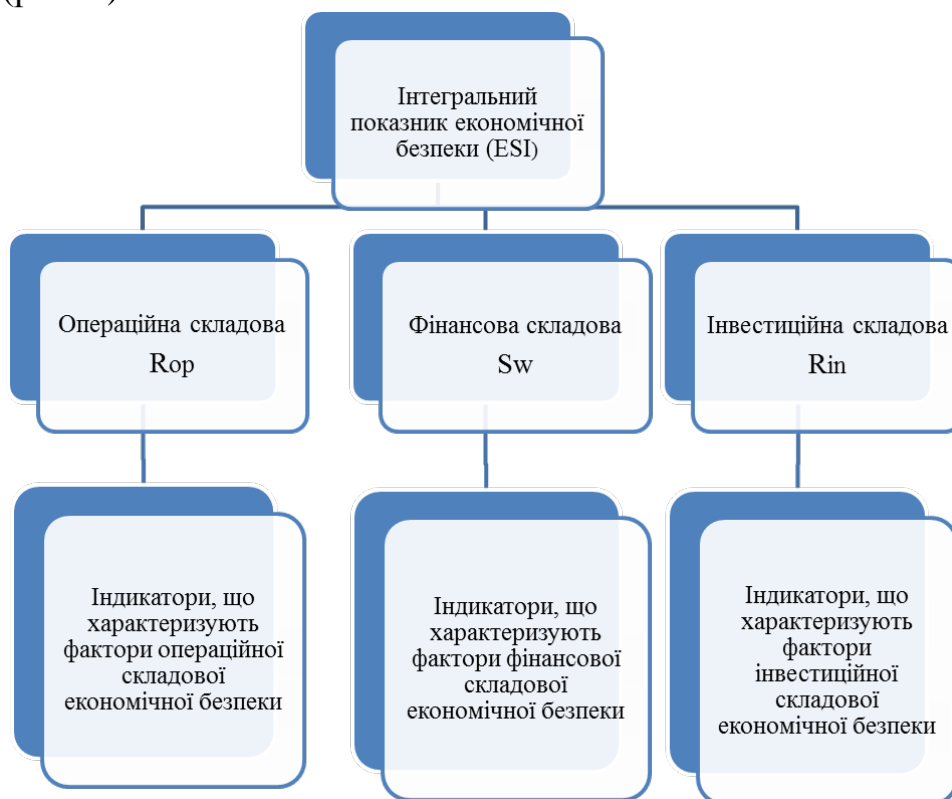 Інтегральний
показник економічної
безпеки (ESI)
Операційна складова
Rop
Фінансова складова
Sw
Інвестиційна складова
Rin
Індикатори, що
характеризують
фактори операційної
складової
економічної безпеки
Індикатори, що
характеризують
фактори фінансової
складової
економічної безпеки
Індикатори, що
характеризують
фактори
інвестиційної
складової
економічної безпеки